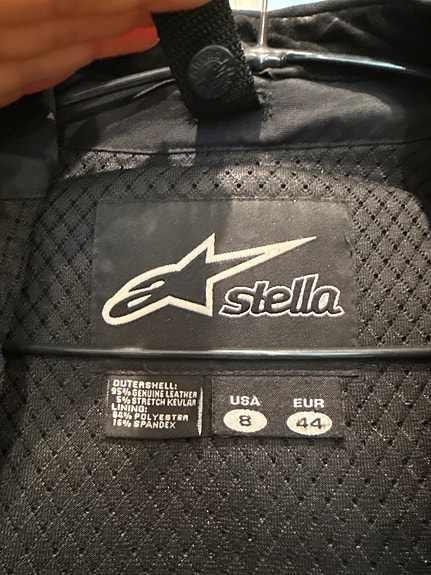 stella
OUTERSHELL:
95% GENUINE LEATHER
5% STRETCH KEVLAR
LINING:
84% POLYESTER
16% SPANDEX
USA EUR
8 44